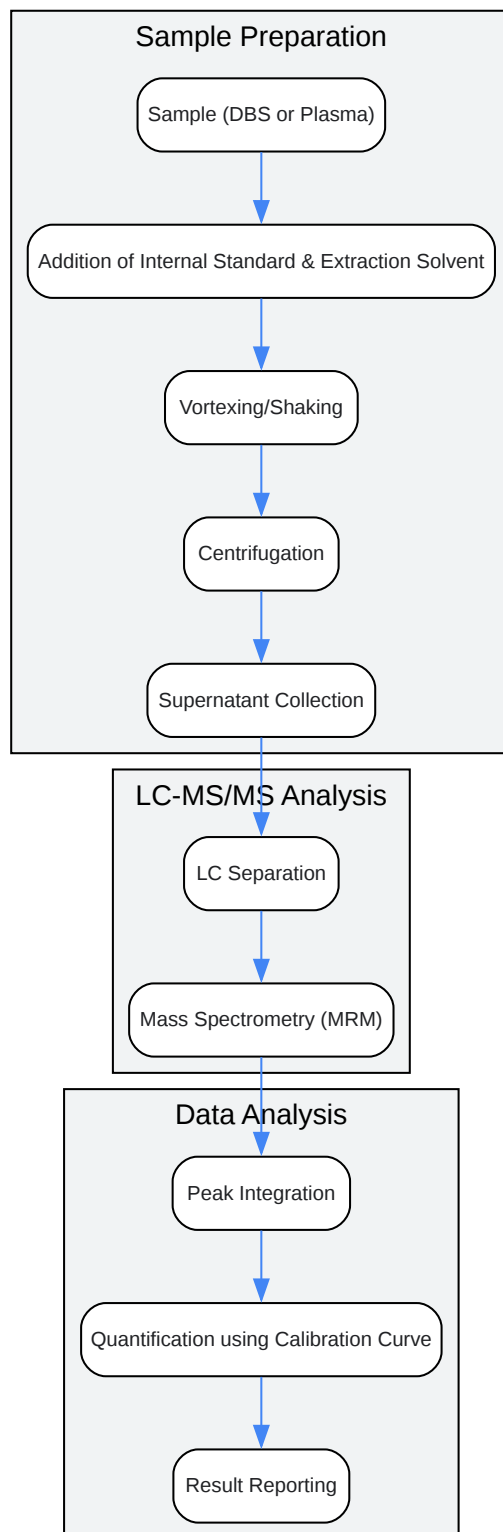 Sample Preparation
Sample (DBS or Plasma)
Addition of Internal Standard & Extraction Solvent
Vortexing/Shaking
Centrifugation
Supernatant Collection
LC-MS/MS Analysis
LC Separation
Mass Spectrometry (MRM)
Data Analysis
Peak Integration
Quantification using Calibration Curve
Result Reporting